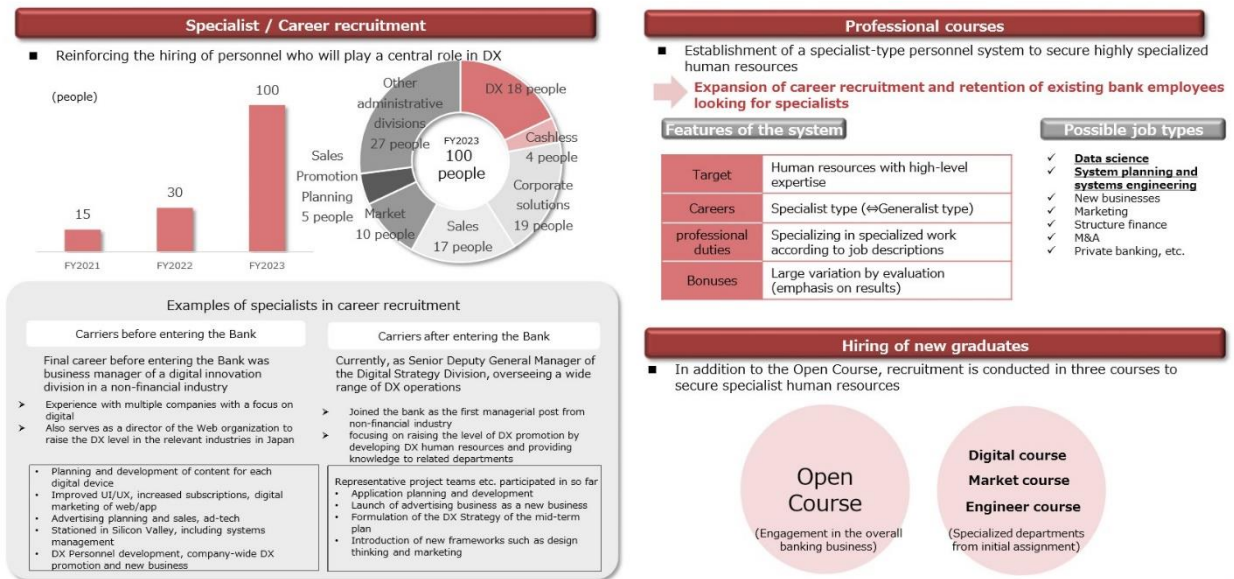 Specialist / Career recruitment
■ Reinforcing the hiring of personnel who will play a central role in DX
(people)
15
30
100
FY2021
FY2022
FY2023
DX 18 people
Cashless
4 people
Corporate
solutions
19 people
Sales
17 people
Market
10 people
Sales
Promotion
Planning
5 people
Other
administrative
divisions
27 people
FY2023
100
people
Examples of specialists in career recruitment
Carriers before entering the Bank
Final career before entering the Bank was
business manager of a digital innovation
division in a non-financial industry
➢ Experience with multiple companies with a focus on
digital
➢ Also serves as a director of the Web organization to
raise the DX level in the relevant industries in Japan
• Planning and development of content for each
digital device
• Improved UI/UX, increased subscriptions, digital
marketing of web/app
• Advertising planning and sales, ad-tech
• Stationed in Silicon Valley, including systems
management
• DX Personnel development, company-wide DX
promotion and new business
Carriers after entering the Bank
Currently, as Senior Deputy General Manager of
the Digital Strategy Division, overseeing a wide
range of DX operations
➢ Joined the bank as the first managerial post from
non-financial industry
➢ focusing on raising the level of DX promotion by
developing DX human resources and providing
knowledge to related departments
Representative project teams etc. participated in so far
• Application planning and development
• Launch of advertising business as a new business
• Formulation of the DX Strategy of the mid-term
plan
• Introduction of new frameworks such as design
thinking and marketing
Professional courses
■ Establishment of a specialist-type personnel system to secure highly specialized
human resources
Expansion of career recruitment and retention of existing bank employees
looking for specialists
Features of the system
Target
Human resources with high-level
expertise
Careers
Specialist type (⇔Generalist type)
professional
duties
Specializing in specialized work
according to job descriptions
Bonuses
Large variation by evaluation
(emphasis on results)
Possible job types
✓ Data science
✓ System planning and
systems engineering
✓ New businesses
✓ Marketing
✓ Structure finance
✓ M&A
✓ Private banking, etc.
Hiring of new graduates
■ In addition to the Open Course, recruitment is conducted in three courses to
secure specialist human resources
Open
Course
(Engagement in the overall
banking business)
Digital course
Market course
Engineer course
(Specialized departments
from initial assignment)